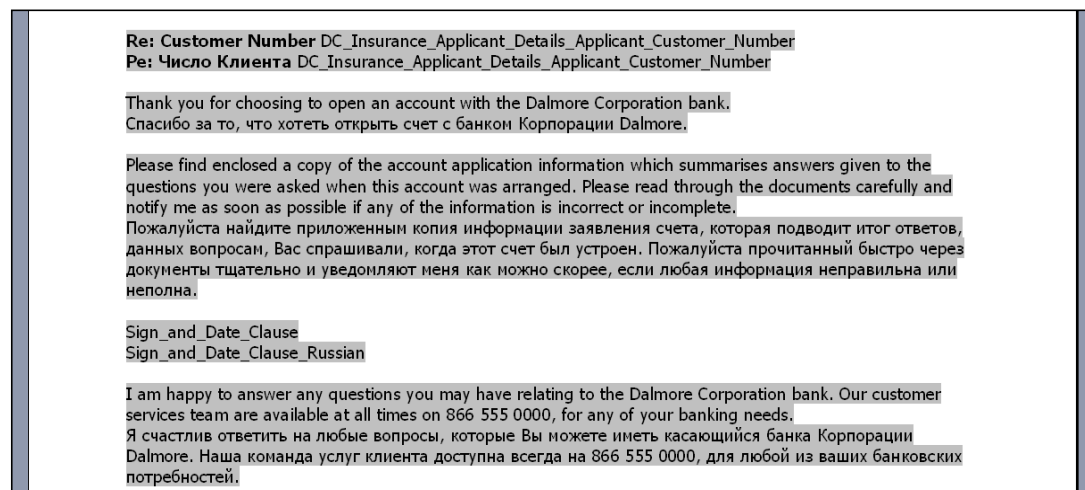 Re: Customer Number DC_Insurance_Applicant_Details_Applicant_Customer_Number
Ре: Число Клиента DC_Insurance_Applicant_Details_Applicant_Customer_Number
Thank you for choosing to open an account with the Dalmore Corporation bank.
Спасибо за то, что хотеть открыть счет с банком Корпорации Dalmore.
Please find enclosed a copy of the account application information which summarises answers given to the
questions you were asked when this account was arranged. Please read through the documents carefully and
notify me as soon as possible if any of the information is incorrect or incomplete.
Пожалуйста найдите приложенным копия информации заявления счета, которая подводит итог ответов,
данных вопросам, Вас спрашивали, когда этот счет был устроен. Пожалуйста прочитанный быстро через
документы тщательно и уведомляют меня как можно скорее, если любая информация неправильна или
неполна.
Sign_and_Date_Clause
Sign_and_Date_Clause_Russian
I am happy to answer any questions you may have relating to the Dalmore Corporation bank. Our customer
services team are available at all times on 866 555 0000, for any of your banking needs.
Я счастлив ответить на любые вопросы, которые Вы можете иметь касающийся банка Корпорации
Dalmore. Наша команда услуг клиента доступна всегда на 866 555 0000, для любой из ваших банковских
потребностей.